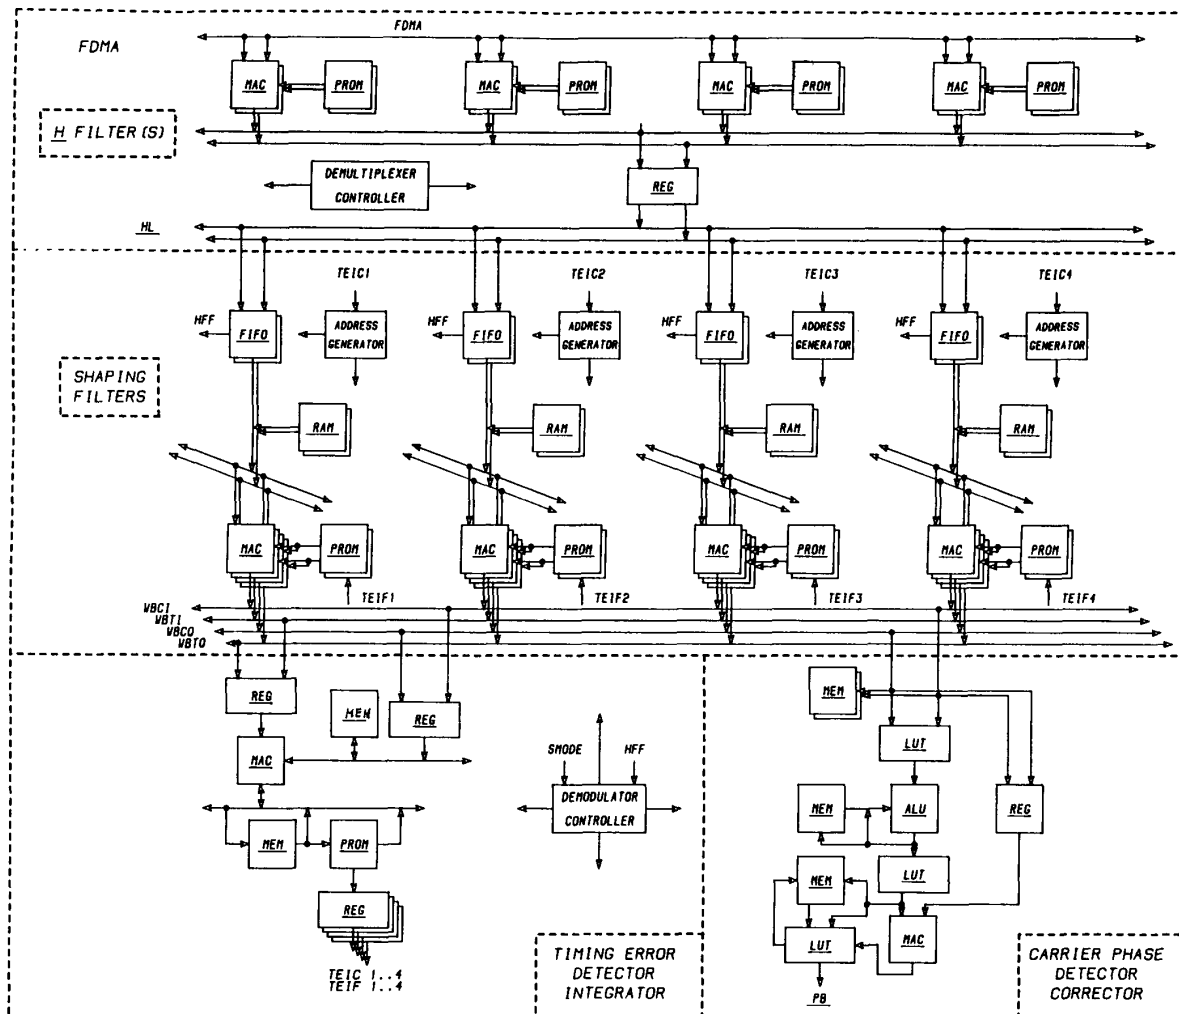 FDMA
FDMA
MAC PROM MAC PROM MAC PROM MAC PROM
H FILTER(S)
DEMULTIPLEXER
CONTROLLER
REG
HL
TEIC1 TEIC2 TEIC3 TEIC4
HFF FIFO ADDRESS GENERATOR HFF FIFO ADDRESS GENERATOR HFF FIFO ADDRESS GENERATOR HFF FIFO ADDRESS GENERATOR
SHAPING
FILTERS
RAM RAM RAM RAM
MAC PROM MAC PROM MAC PROM MAC PROM
TEIF1 TEIF2 TEIF3 TEIF4
WBCI
WBTI
WBCQ
WBTQ
REG
MEM
REG
MAC
MEM PROM
REG
TEIC 1..4
TEIF 1..4
SMODE HFF
DEMODULATOR
CONTROLLER
TIMING ERROR
DETECTOR
INTEGRATOR
MEM
LUT
MEM ALU REG
LUT
MEM
LUT MAC
PB
CARRIER PHASE
DETECTOR
CORRECTOR